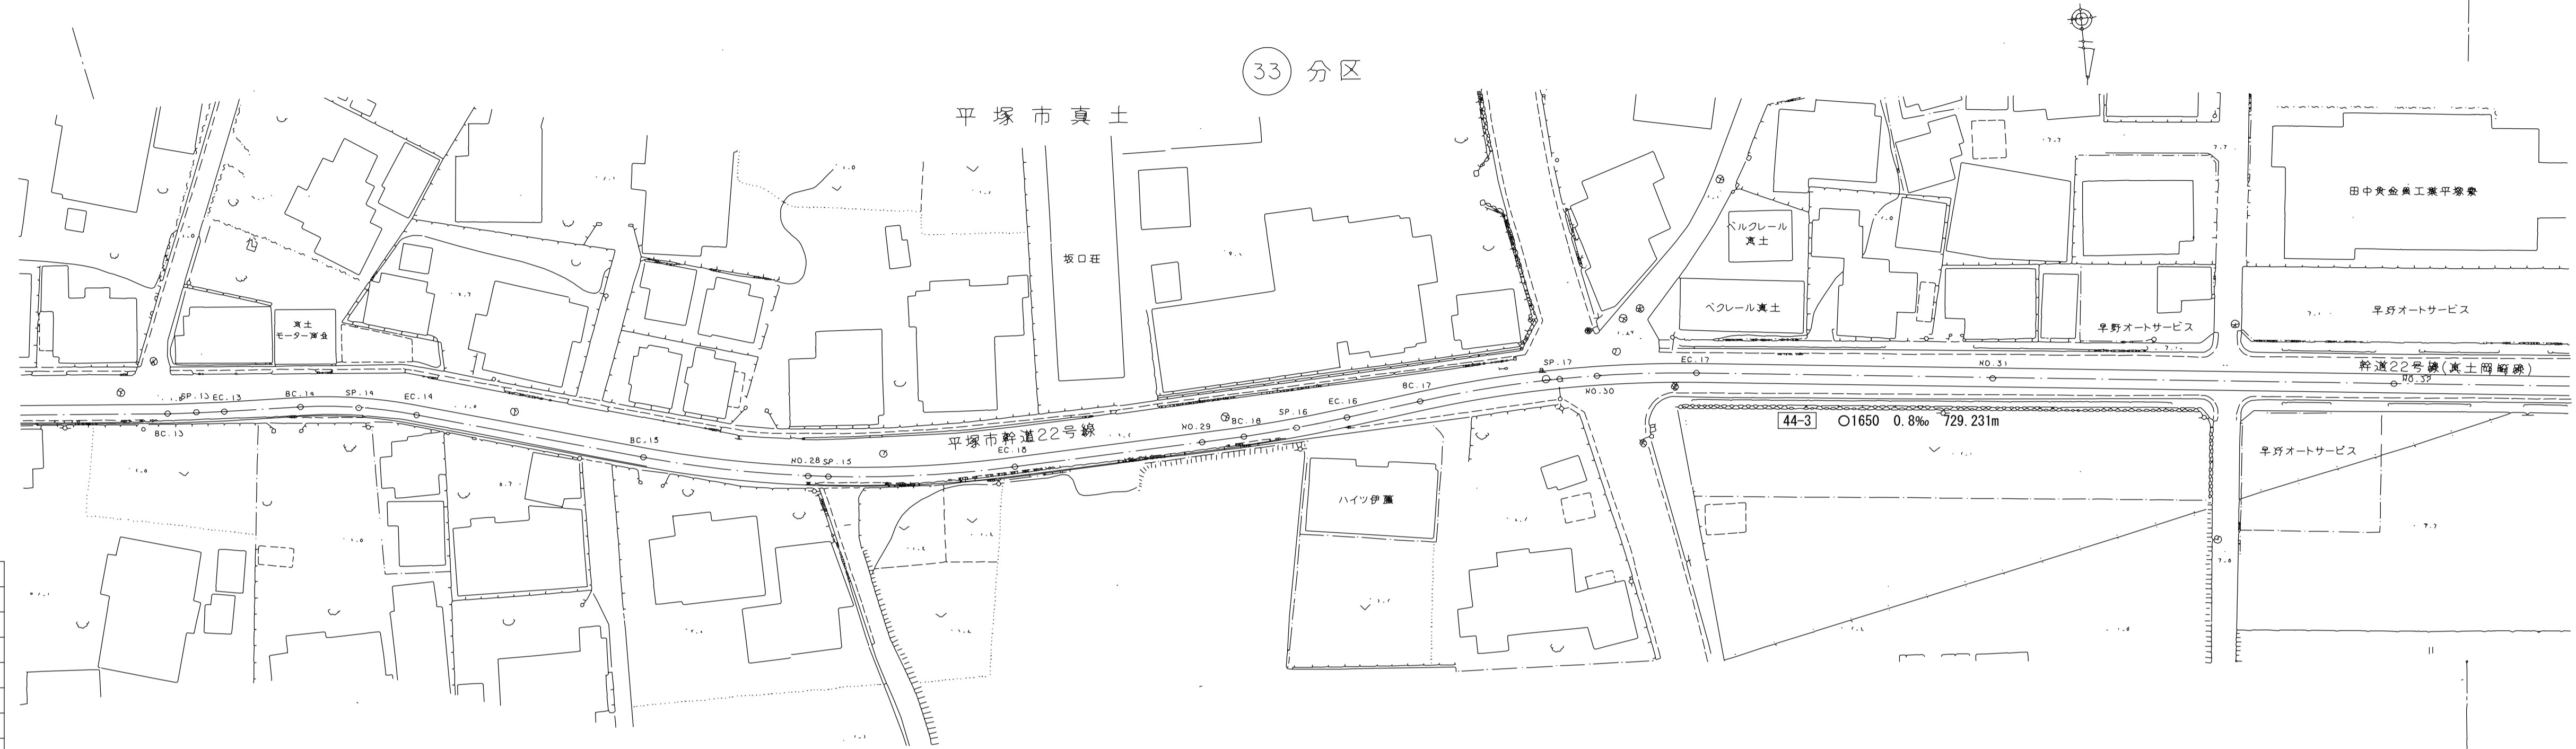 33 分区
平塚市真土
田中貴金属工業平塚寮
ベルクレール
真土
坂口荘
ベクレール真土
早野オートサービス
早野オートサービス
真土
モーター商会
幹道22号線(真土岡崎線)
NO.31
NO.32
SP.17
EC.17
NO.30
BC.17
EC.16
SP.16
BC.18
NO.29
平塚市幹道22号線
EC.18
SP.13
EC.13
BC.14
SP.14
EC.14
BC.13
BC.15
NO.28
SP.15
44-3 ○1650 0.8‰ 729.231m
早野オートサービス
ハイツ伊藤